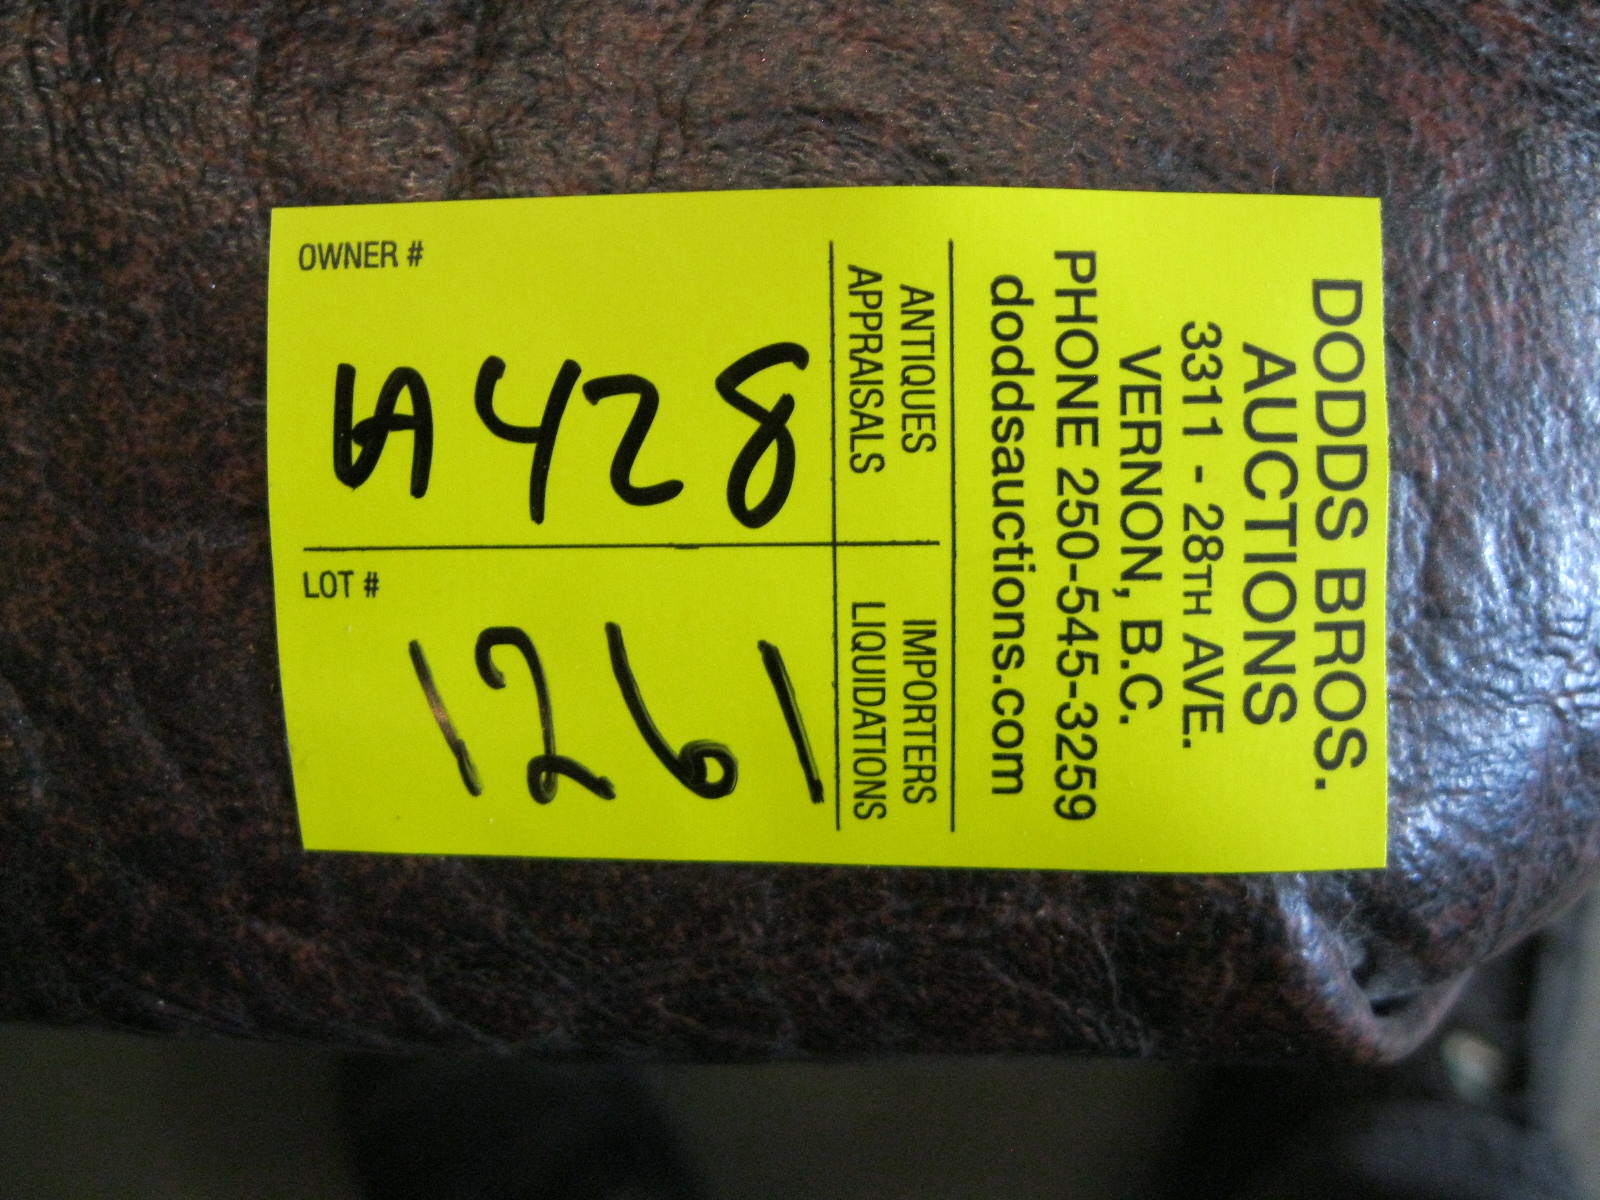 DODDS BROS.
AUCTIONS
3311 - 28TH AVE.
VERNON, B.C.
PHONE 250-545-3259
doddsauctions.com
ANTIQUES
APPRAISALS
IMPORTERS
LIQUIDATIONS
OWNER #
A428
LOT #
1261